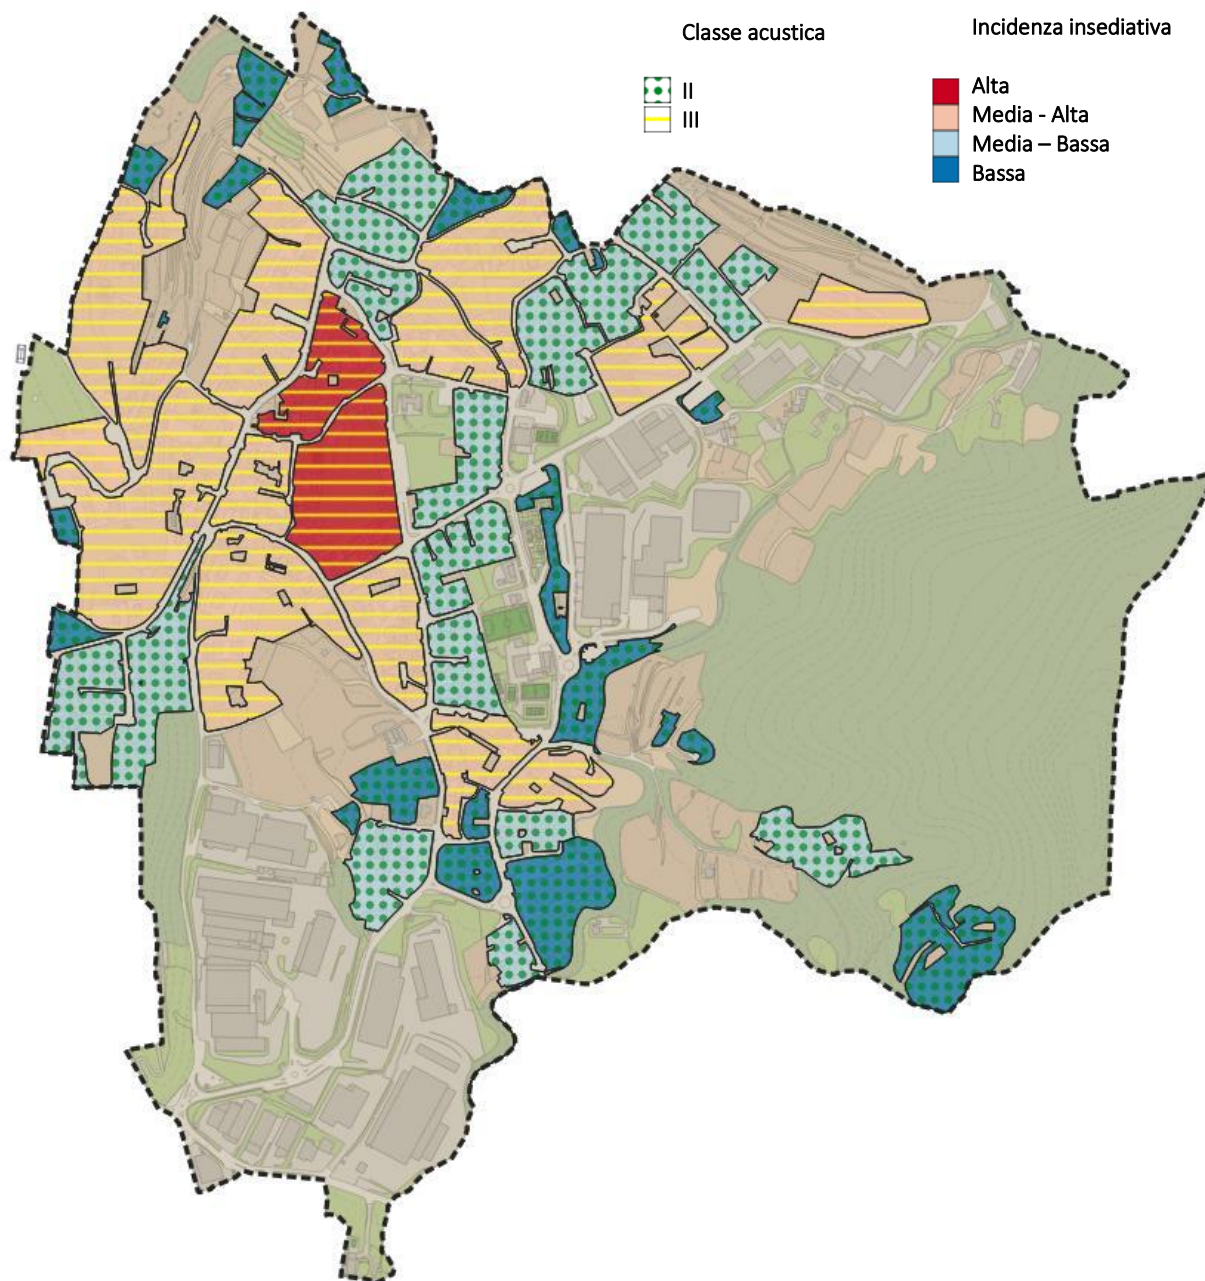 Classe acustica
II
III
Incidenza insediativa
Alta
Media - Alta
Media – Bassa
Bassa